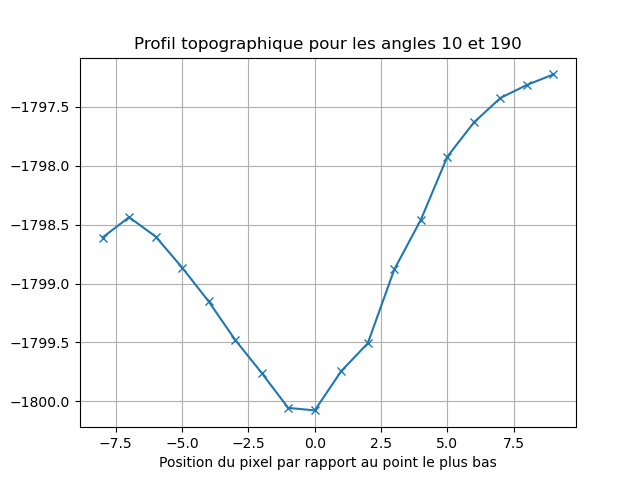 Profil topographique pour les angles 10 et 190
−1797.5
−1798.0
−1798.5
−1799.0
−1799.5
−1800.0
−7.5 −5.0 −2.5 0.0 2.5 5.0 7.5
Position du pixel par rapport au point le plus bas